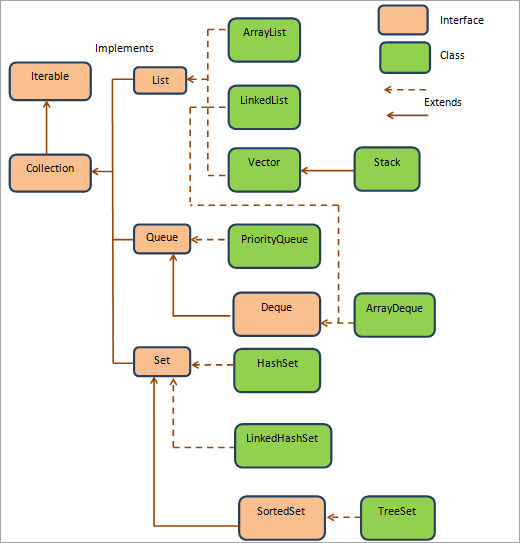 ArrayList
Interface
Implements
Class
Iterable
List
LinkedList
Extends
Collection
Vector
Stack
Queue
PriorityQueue
Deque
ArrayDeque
Set
HashSet
LinkedHashSet
SortedSet
TreeSet